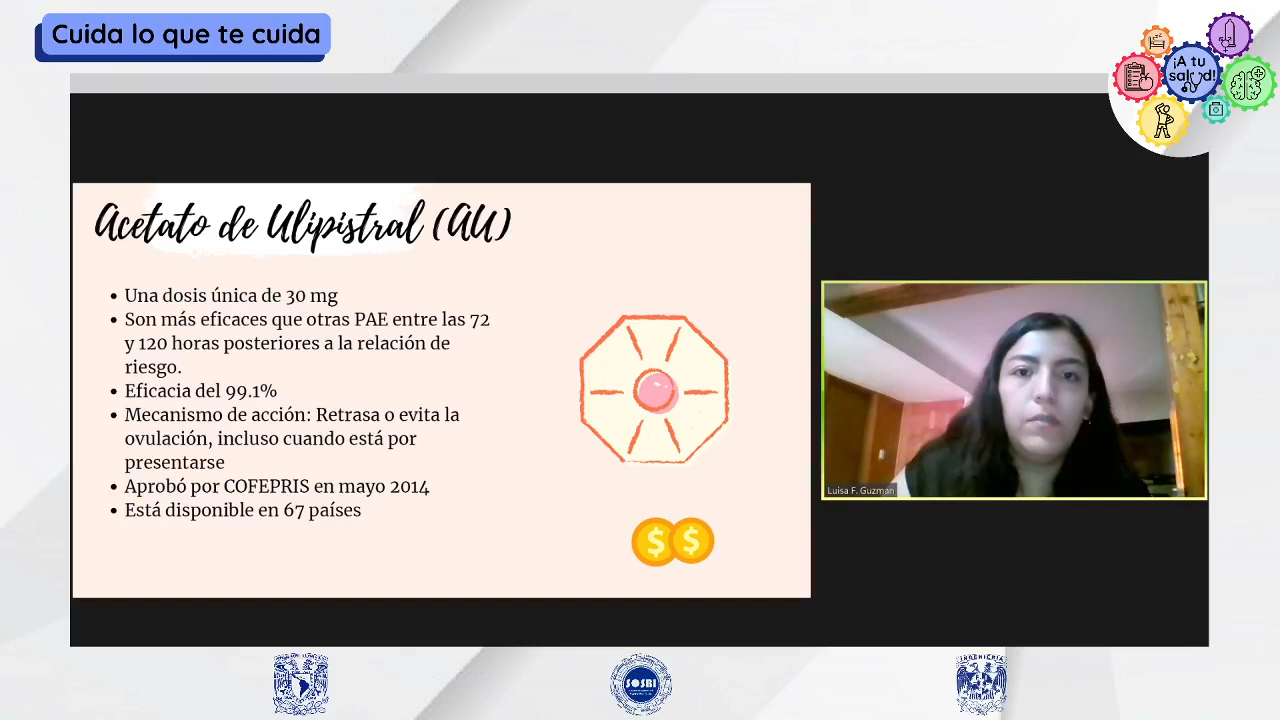 Cuida lo que te cuida
¡A tu
salud!
Acetato de Ulipistral (AU)
• Una dosis única de 30 mg
• Son más eficaces que otras PAE entre las 72
y 120 horas posteriores a la relación de
riesgo.
• Eficacia del 99.1%
• Mecanismo de acción: Retrasa o evita la
ovulación, incluso cuando está por
presentarse
• Aprobó por COFEPRIS en mayo 2014
• Está disponible en 67 países
$ $
Luisa F. Guzman
SOSBI